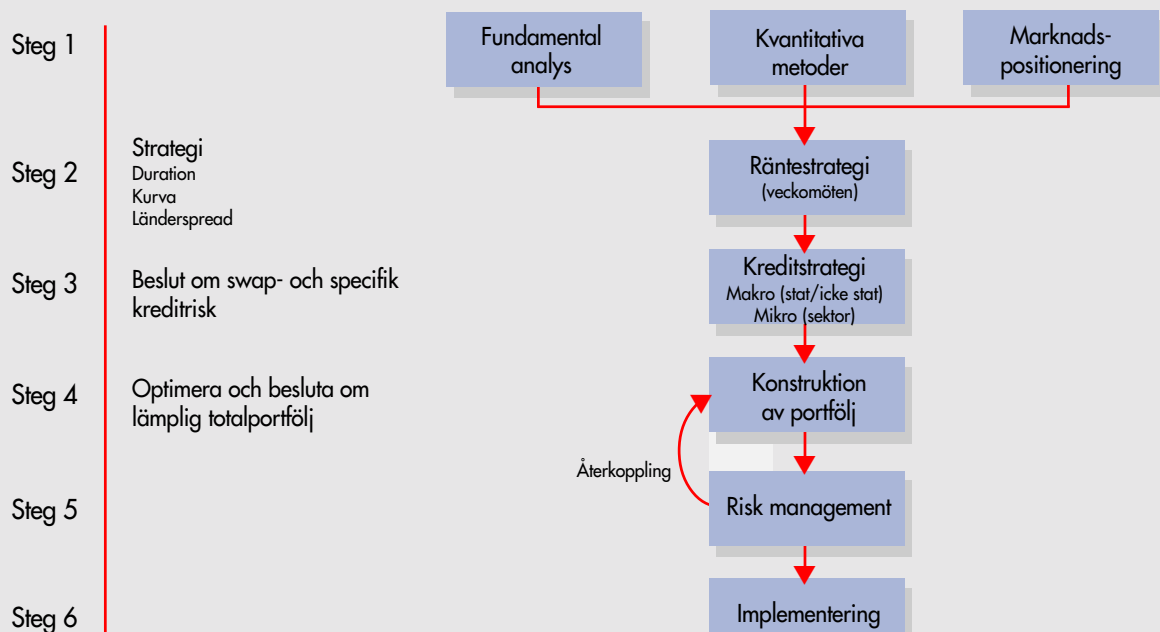 Steg 1
Fundamental
analys
Kvantitativa
metoder
Marknads-
positionering
Steg 2
Strategi
Duration
Kurva
Länderspread
Räntestrategi
(veckomöten)
Steg 3
Beslut om swap- och specifik
kreditrisk
Kreditstrategi
Makro (stat/icke stat)
Mikro (sektor)
Steg 4
Optimera och besluta om
lämplig totalportfölj
Konstruktion
av portfölj
Återkoppling
Steg 5
Risk management
Steg 6
Implementering